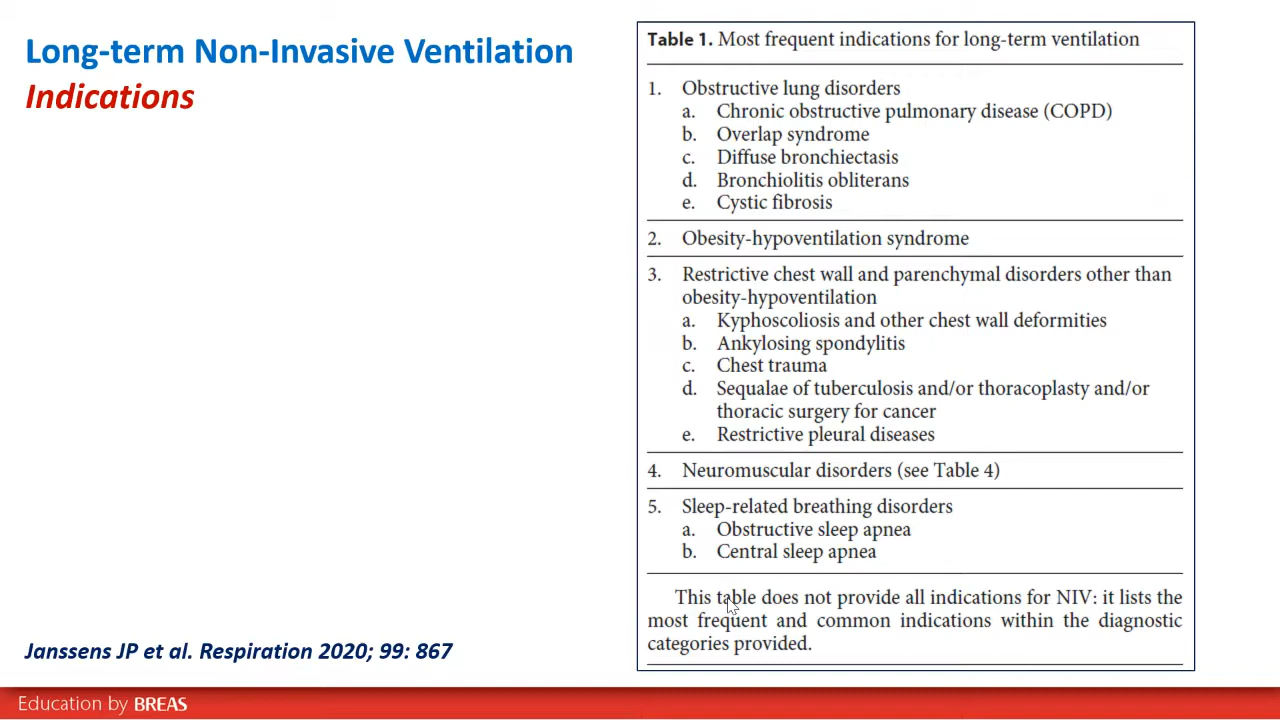 Long-term Non-Invasive Ventilation
Indications
Table 1. Most frequent indications for long-term ventilation
1. Obstructive lung disorders
a. Chronic obstructive pulmonary disease (COPD)
b. Overlap syndrome
c. Diffuse bronchiectasis
d. Bronchiolitis obliterans
e. Cystic fibrosis
2. Obesity-hypoventilation syndrome
3. Restrictive chest wall and parenchymal disorders other than
obesity-hypoventilation
a. Kyphoscoliosis and other chest wall deformities
b. Ankylosing spondylitis
c. Chest trauma
d. Sequalae of tuberculosis and/or thoracoplasty and/or
thoracic surgery for cancer
e. Restrictive pleural diseases
4. Neuromuscular disorders (see Table 4)
5. Sleep-related breathing disorders
a. Obstructive sleep apnea
b. Central sleep apnea
This table does not provide all indications for NIV: it lists the
most frequent and common indications within the diagnostic
categories provided.
Janssens JP et al. Respiration 2020; 99: 867
Education by BREAS